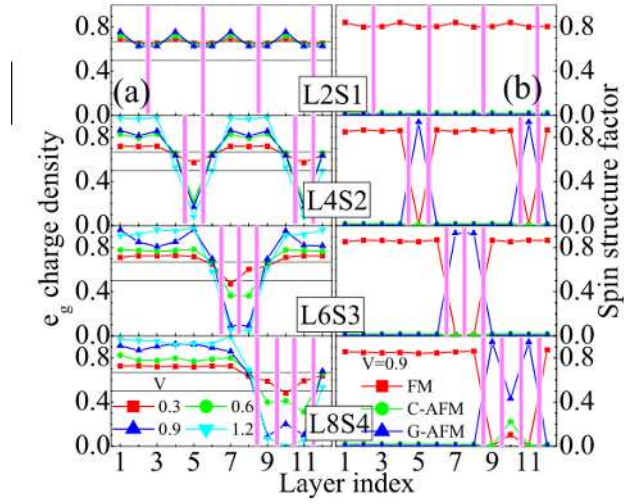 0.8
0.4
(a)
(b)
0.8
0.4
0.0
L2S1
0.8
0.4
0.0
0.8
0.4
0.0
L4S2
0.8
0.4
0.0
0.8
0.4
0.0
L6S3
0.8
0.4
0.0
0.8
0.4
0.0
V
0.3
0.6
0.9
1.2
L8S4
V=0.9
FM
C-AFM
G-AFM
1 3 5 7 9 11
1 3 5 7 9 11
Layer index
eg charge density
Spin structure factor